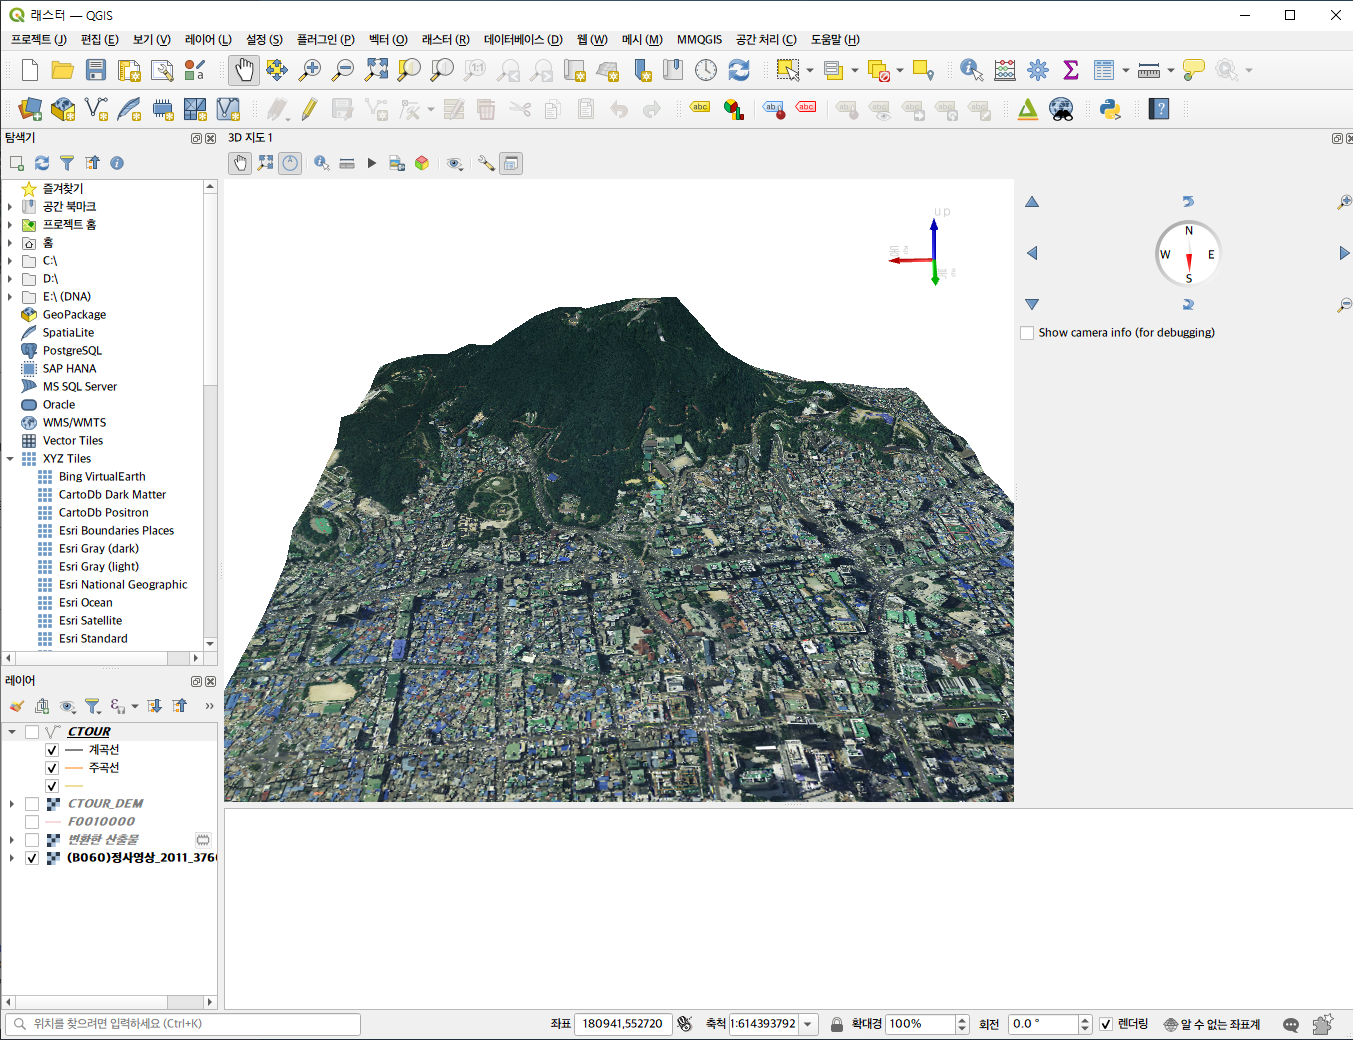 래스터 — QGIS
프로젝트 (J) 편집 (E) 보기 (V) 레이어 (L) 설정 (S) 플러그인 (P) 벡터 (O) 래스터 (R) 데이터베이스 (D) 웹 (W) 메시 (M) MMQGIS 공간 처리 (C) 도움말 (H)
탐색기
3D 지도 1
즐겨찾기
공간 북마크
프로젝트 홈
홈
C:\
D:\
E:\ (DNA)
GeoPackage
SpatiaLite
PostgreSQL
SAP HANA
MS SQL Server
Oracle
WMS/WMTS
Vector Tiles
XYZ Tiles
Bing VirtualEarth
CartoDb Dark Matter
CartoDb Positron
Esri Boundaries Places
Esri Gray (dark)
Esri Gray (light)
Esri National Geographic
Esri Ocean
Esri Satellite
Esri Standard
up
동
북
N
W E
S
Show camera info (for debugging)
레이어
CTOUR
계곡선
주곡선
CTOUR_DEM
F0010000
변환한 산출물
(B060)정사영상_2011_376
위치를 찾으려면 입력하세요 (Ctrl+K)
좌표 180941,552720 축척 1:614393792 확대경 100% 회전 0.0 ° 렌더링 알 수 없는 좌표계